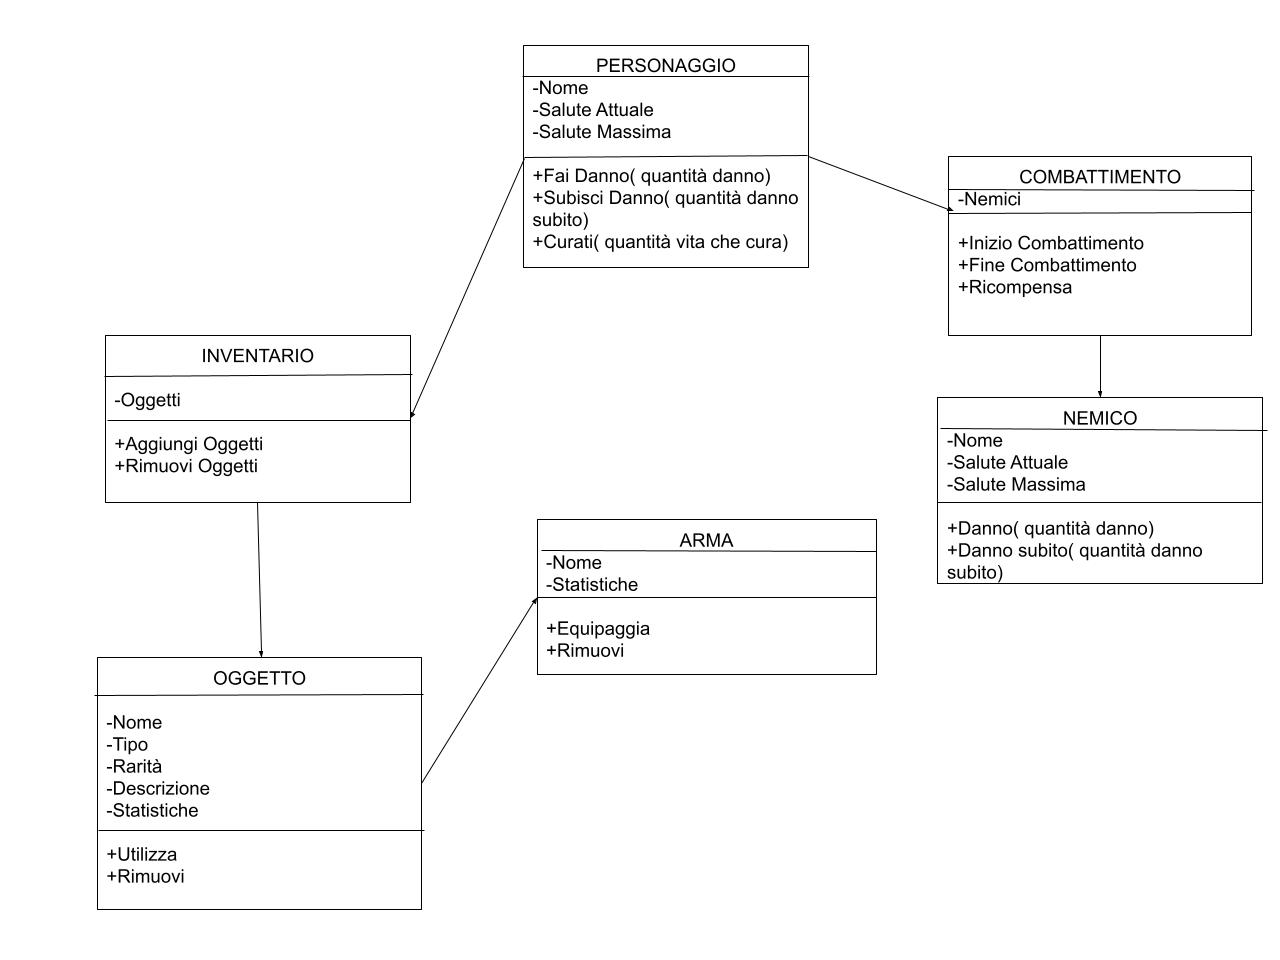 PERSONAGGIO
-Nome
-Salute Attuale
-Salute Massima
+Fai Danno( quantità danno)
+Subisci Danno( quantità danno
subito)
+Curati( quantità vita che cura)
COMBATTIMENTO
-Nemici
+Inizio Combattimento
+Fine Combattimento
+Ricompensa
INVENTARIO
-Oggetti
+Aggiungi Oggetti
+Rimuovi Oggetti
NEMICO
-Nome
-Salute Attuale
-Salute Massima
+Danno( quantità danno)
+Danno subito( quantità danno
subito)
ARMA
-Nome
-Statistiche
+Equipaggia
+Rimuovi
OGGETTO
-Nome
-Tipo
-Rarità
-Descrizione
-Statistiche
+Utilizza
+Rimuovi